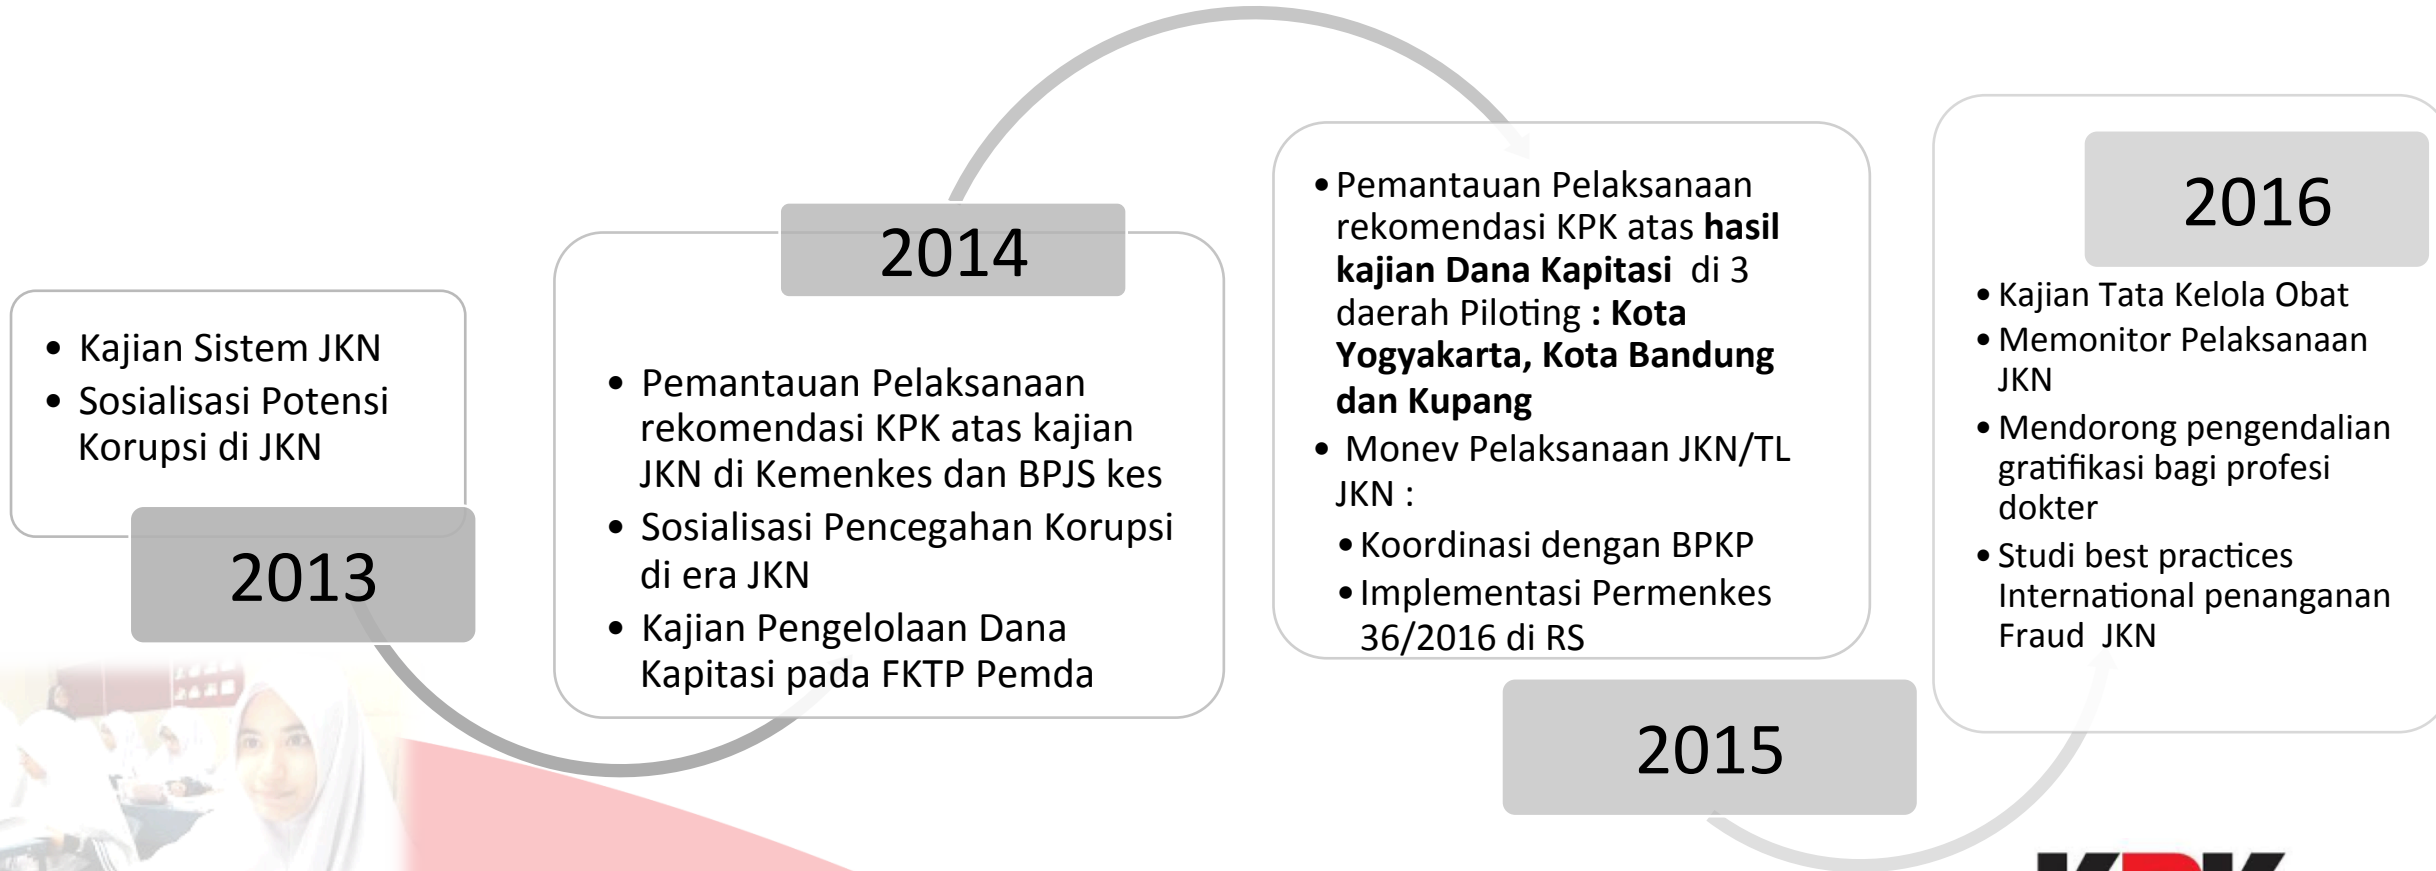 • Kajian Sistem JKN
• Sosialisasi Potensi
Korupsi di JKN
2013
2014
• Pemantauan Pelaksanaan
rekomendasi KPK atas kajian
JKN di Kemenkes dan BPJS kes
• Sosialisasi Pencegahan Korupsi
di era JKN
• Kajian Pengelolaan Dana
Kapitasi pada FKTP Pemda
• Pemantauan Pelaksanaan
rekomendasi KPK atas hasil
kajian Dana Kapitasi di 3
daerah Piloting : Kota
Yogyakarta, Kota Bandung
dan Kupang
• Monev Pelaksanaan JKN/TL
JKN :
• Koordinasi dengan BPKP
• Implementasi Permenkes
36/2016 di RS
2015
2016
• Kajian Tata Kelola Obat
• Memonitor Pelaksanaan
JKN
• Mendorong pengendalian
gratifikasi bagi profesi
dokter
• Studi best practices
International penanganan
Fraud JKN
KPK